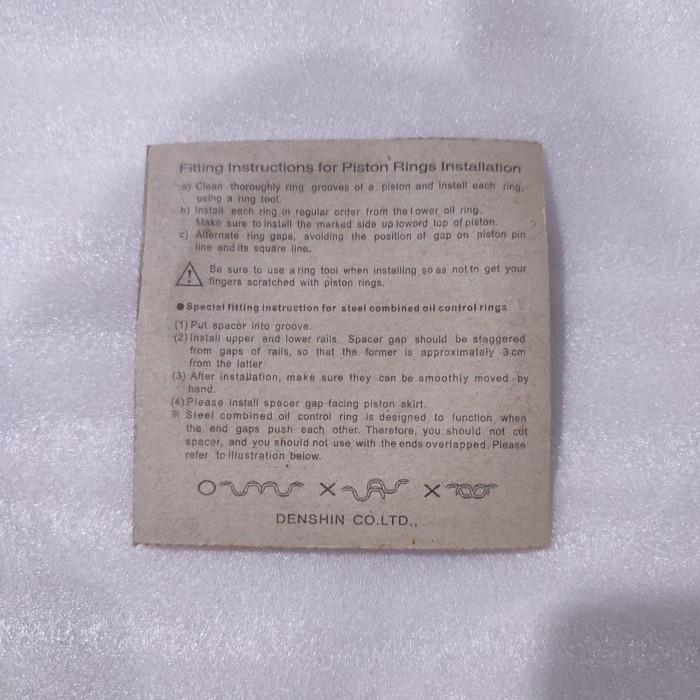 Fitting Instructions for Piston Rings Installation
a) Clean thoroughly ring grooves of a piston and install each ring,
using a ring tool.
b) Install each ring in regular order from the lower oil ring.
Make sure to install the marked side up toword top of piston.
c) Alternate ring gaps, avoiding the position of gap on piston pin
line and its square line.
Be sure to use a ring tool when installing so as not to get your
fingers scratched with piston rings.
● Special fitting instruction for steel combined oil control rings
(1) Put spacor into groove.
(2) Install upper and lower rails. Spacer gap should be staggered
from gaps of rails, so that the former is approximately 3 cm
from the latter
(3) After installation, make sure they can be smoothly moved by
hand.
(4) Please install spacer gap facing piston skirt.
※ Steel combined oil control ring is designed to function when
the end gaps push each other. Therefore, you should not cut
spacer, and you should not use with the ends overlapped. Please
refer to illustration below.
○ × ×
DENSHIN CO.LTD.,